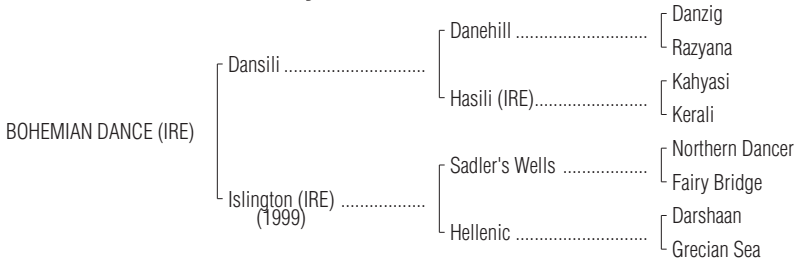 Danzig
Danehill ............................
Razyana
Dansili ..............................
Kahyasi
Hasili (IRE)........................
Kerali
BOHEMIAN DANCE (IRE)
Northern Dancer
Sadler's Wells ..................
Fairy Bridge
Islington (IRE) ..................
(1999)
Darshaan
Hellenic ............................
Grecian Sea